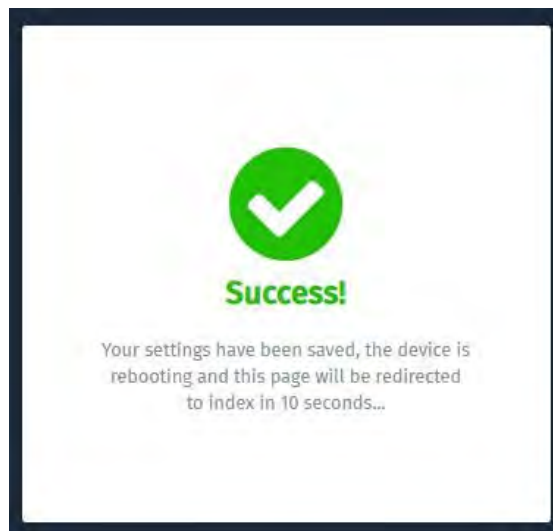 Success!
Your settings have been saved, the device is
rebooting and this page will be redirected
to index in 10 seconds...